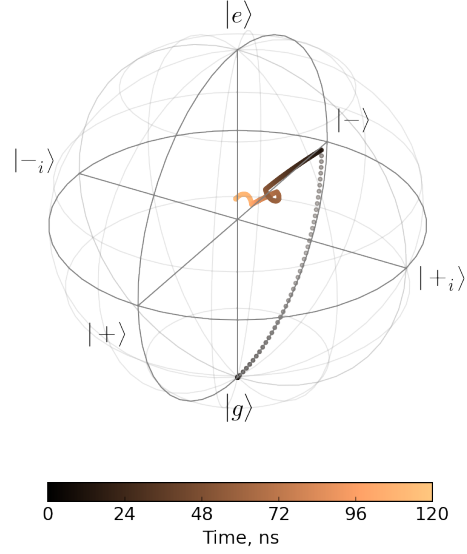 |e⟩
|−⟩
|−ᵢ⟩
|+ᵢ⟩
|+⟩
|g⟩
0 24 48 72 96 120
Time, ns